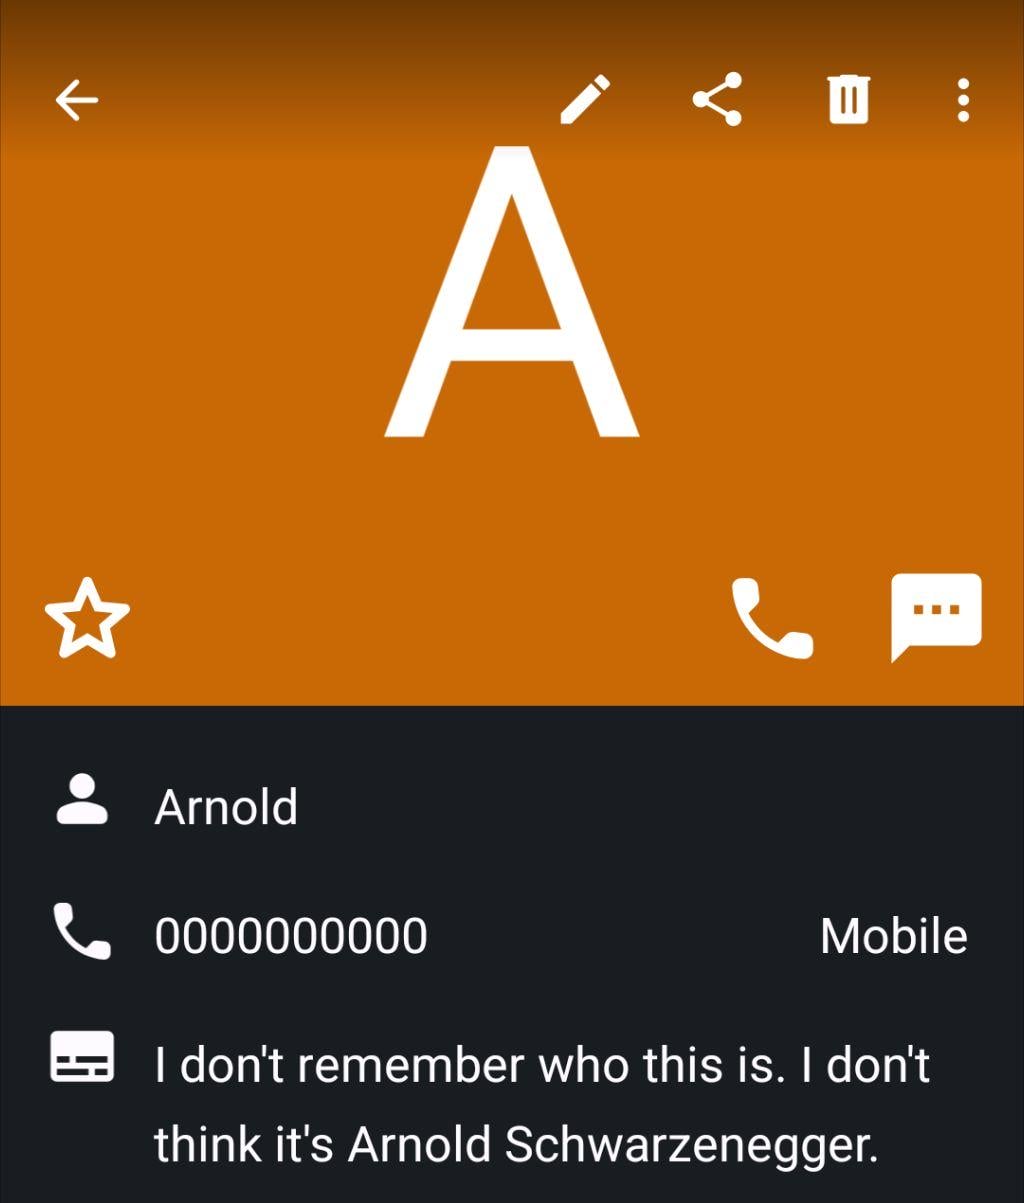 A
Arnold
0000000000 Mobile
I don't remember who this is. I don't
think it's Arnold Schwarzenegger.